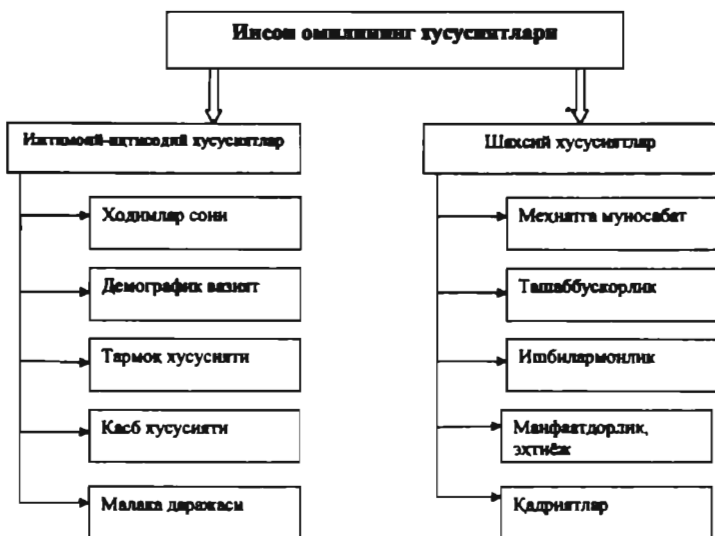 Инсон омилининг хусусиятлари
Ижтимоий-иқтисодий хусусиятлар
Ходимлар сони
Демографик вазият
Тармоқ хусусияти
Касб хусусияти
Малака даражаси
Шахсий хусусиятлар
Меҳнатга муносабат
Ташаббускорлик
Ишбилармонлик
Манфаатдорлик,
эҳтиёж
Қадриятлар